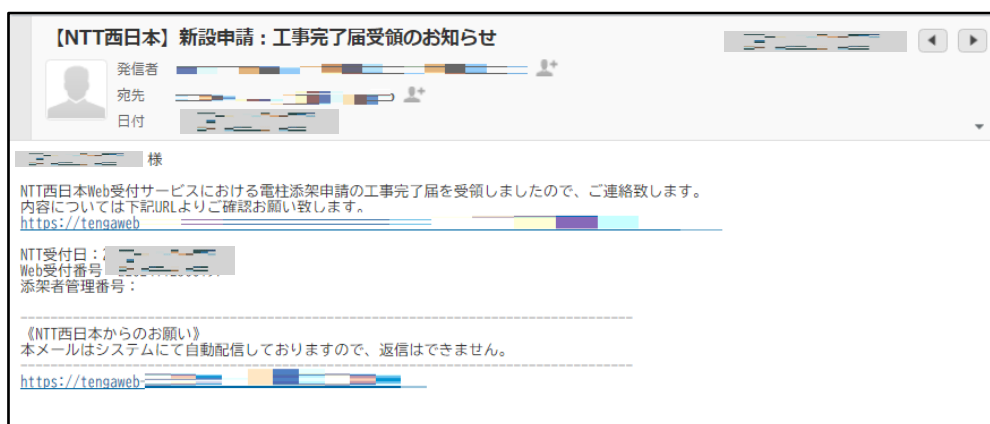 【NTT西日本】新設申請：工事完了届受領のお知らせ
発信者
宛先
日付
様
NTT西日本Web受付サービスにおける電柱添架申請の工事完了届を受領しましたので、ご連絡致します。
内容については下記URLよりご確認お願い致します。
https://tengaweb
NTT受付日：
Web受付番号
添架者管理番号：
《NTT西日本からのお願い》
本メールはシステムにて自動配信しておりますので、返信はできません。
https://tengaweb